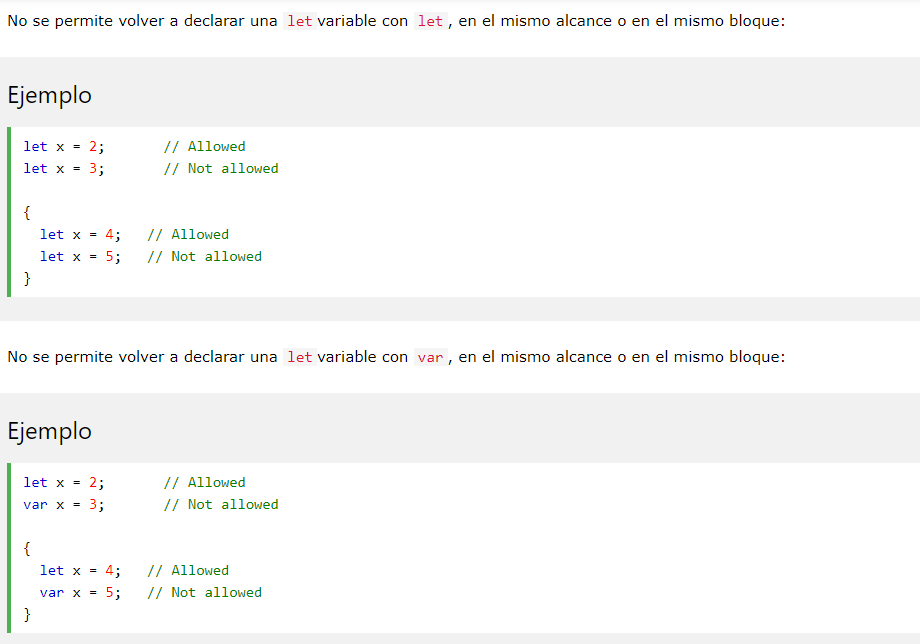 No se permite volver a declarar una let variable con let , en el mismo alcance o en el mismo bloque:
Ejemplo
let x = 2;       // Allowed
let x = 3;       // Not allowed
{
  let x = 4;   // Allowed
  let x = 5;   // Not allowed
}
No se permite volver a declarar una let variable con var , en el mismo alcance o en el mismo bloque:
Ejemplo
let x = 2;       // Allowed
var x = 3;       // Not allowed
{
  let x = 4;   // Allowed
  var x = 5;   // Not allowed
}